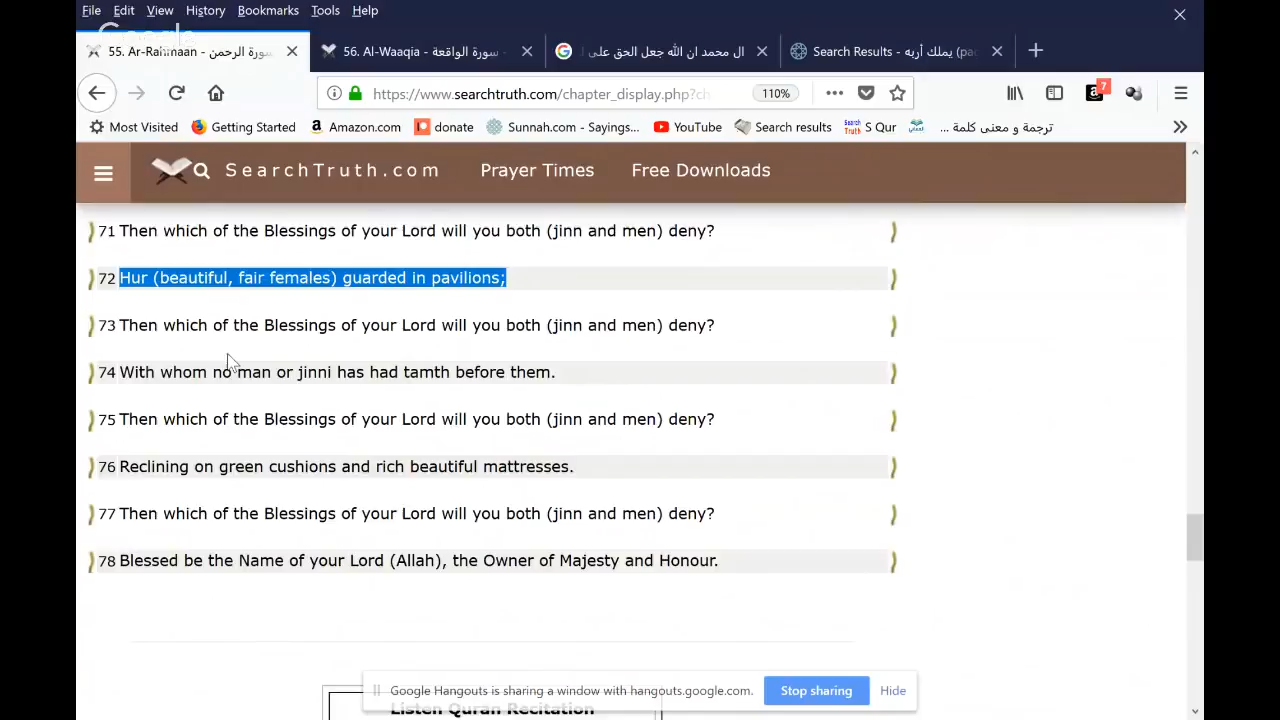 File Edit View History Bookmarks Tools Help
Google
55. Ar-Rahmaan - سورة الرحمن
56. Al-Waaqia - سورة الواقعة
ال محمد ان الله جعل الحق على ا
Search Results - يملك أربه (pa
https://www.searchtruth.com/chapter_display.php?ch 110% 7
Most Visited Getting Started Amazon.com donate Sunnah.com - Sayings,... YouTube Search results S Qur ترجمة و معنى كلمة ...
SearchTruth.com Prayer Times Free Downloads
71 Then which of the Blessings of your Lord will you both (jinn and men) deny?
72 Hur (beautiful, fair females) guarded in pavilions;
73 Then which of the Blessings of your Lord will you both (jinn and men) deny?
74 With whom no man or jinni has had tamth before them.
75 Then which of the Blessings of your Lord will you both (jinn and men) deny?
76 Reclining on green cushions and rich beautiful mattresses.
77 Then which of the Blessings of your Lord will you both (jinn and men) deny?
78 Blessed be the Name of your Lord (Allah), the Owner of Majesty and Honour.
Google Hangouts is sharing a window with hangouts.google.com. Stop sharing Hide
Listen Quran Recitation